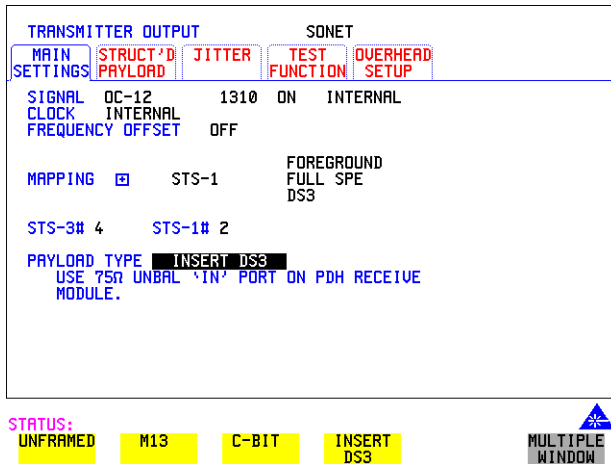 TRANSMITTER OUTPUT SONET
MAIN SETTINGS STRUCT'D PAYLOAD JITTER TEST FUNCTION OVERHEAD SETUP
SIGNAL OC-12 1310 ON INTERNAL
CLOCK INTERNAL
FREQUENCY OFFSET OFF
FOREGROUND
MAPPING + STS-1 FULL SPE
DS3
STS-3# 4 STS-1# 2
PAYLOAD TYPE INSERT DS3
USE 75Ω UNBAL 'IN' PORT ON PDH RECEIVE
MODULE.
STATUS:
UNFRAMED M13 C-BIT INSERT DS3 MULTIPLE WINDOW